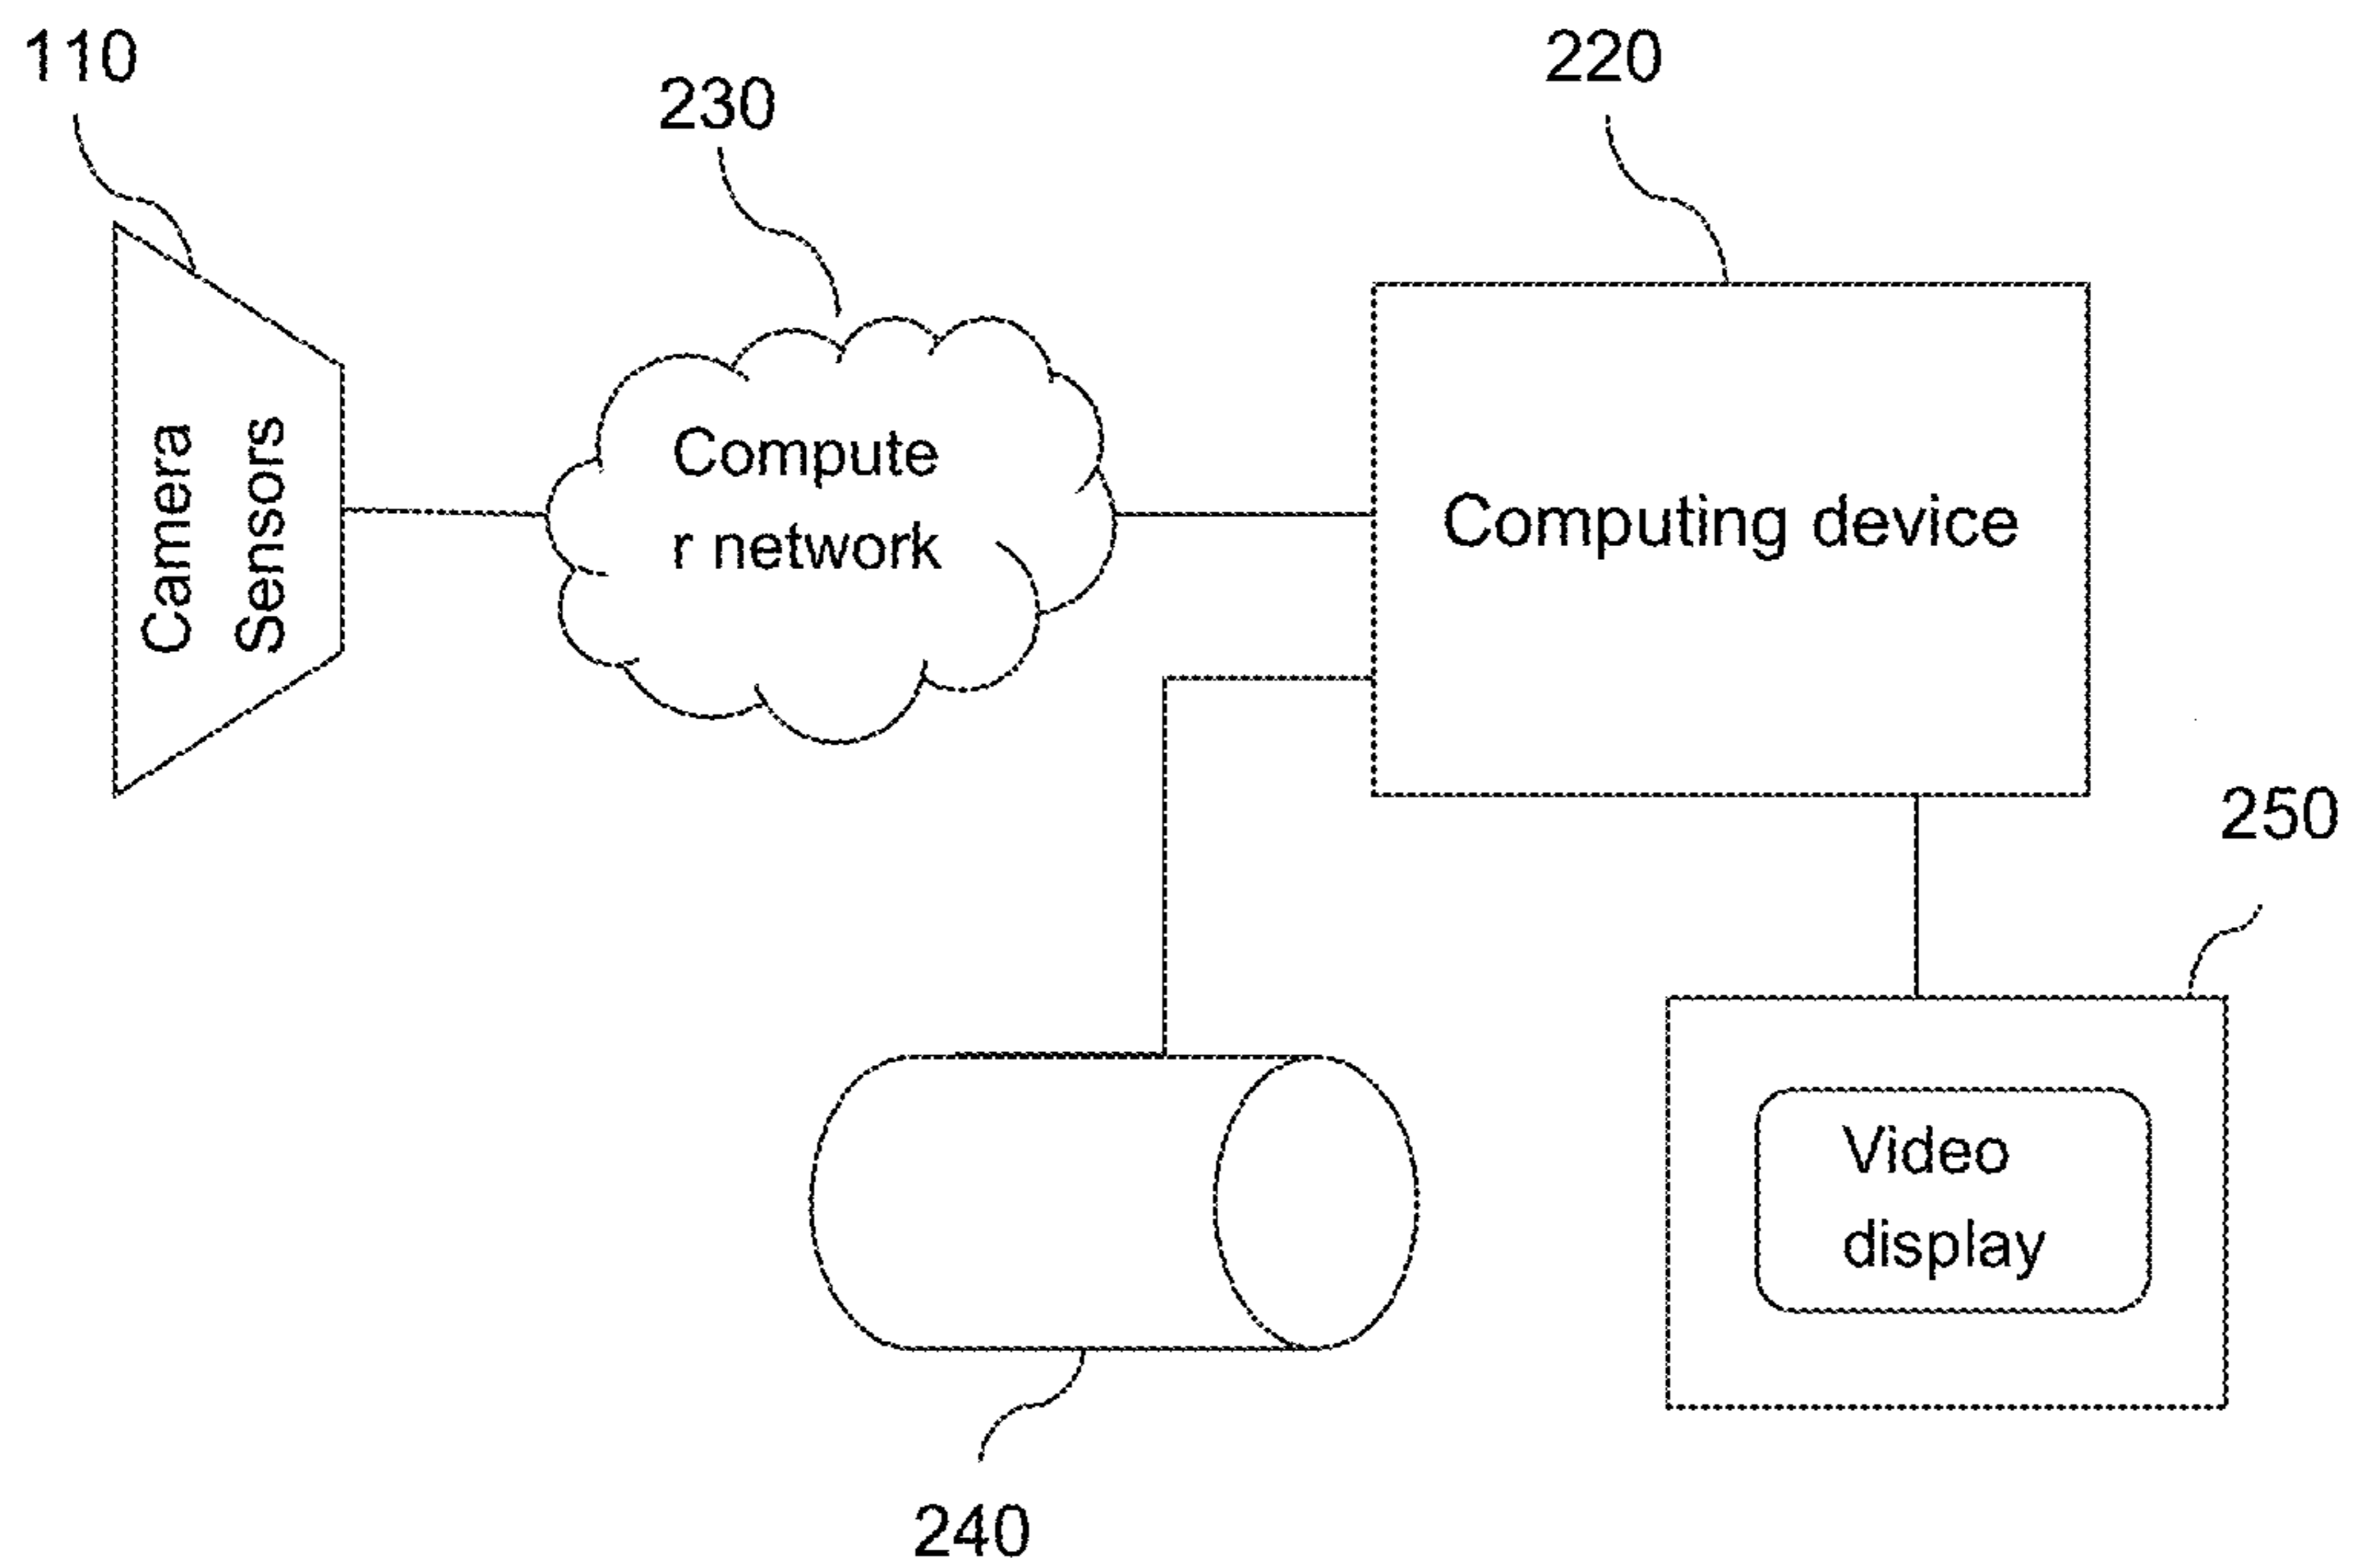 110
230
220
Camera
Sensors
Compute
r network
Computing device
250
Video
display
240